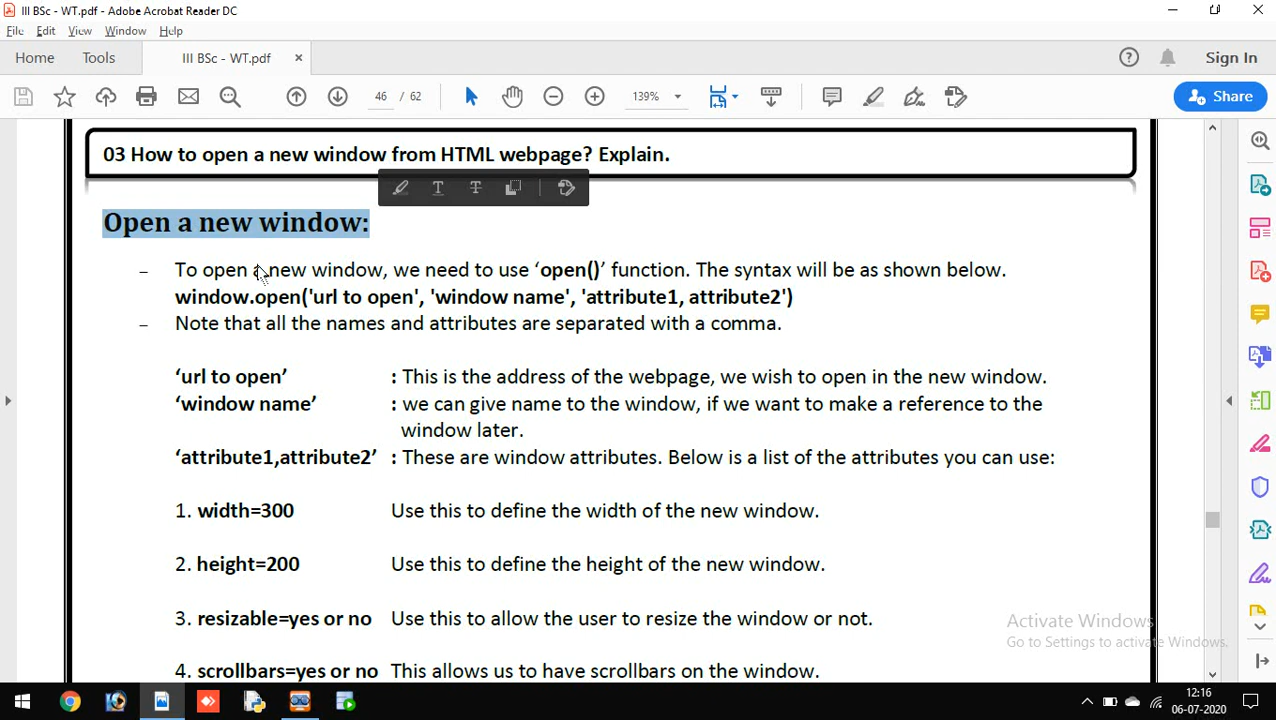 III BSc - WT.pdf - Adobe Acrobat Reader DC
File Edit View Window Help
Home Tools III BSc - WT.pdf × Sign In
46 / 62 139% Share
03 How to open a new window from HTML webpage? Explain.
Open a new window:
– To open a new window, we need to use ‘open()’ function. The syntax will be as shown below.
window.open('url to open', 'window name', 'attribute1, attribute2')
– Note that all the names and attributes are separated with a comma.
‘url to open’ : This is the address of the webpage, we wish to open in the new window.
‘window name’ : we can give name to the window, if we want to make a reference to the
window later.
‘attribute1,attribute2’ : These are window attributes. Below is a list of the attributes you can use:
1. width=300 Use this to define the width of the new window.
2. height=200 Use this to define the height of the new window.
3. resizable=yes or no Use this to allow the user to resize the window or not.
4. scrollbars=yes or no This allows us to have scrollbars on the window.
Activate Windows
Go to Settings to activate Windows.
12:16
06-07-2020